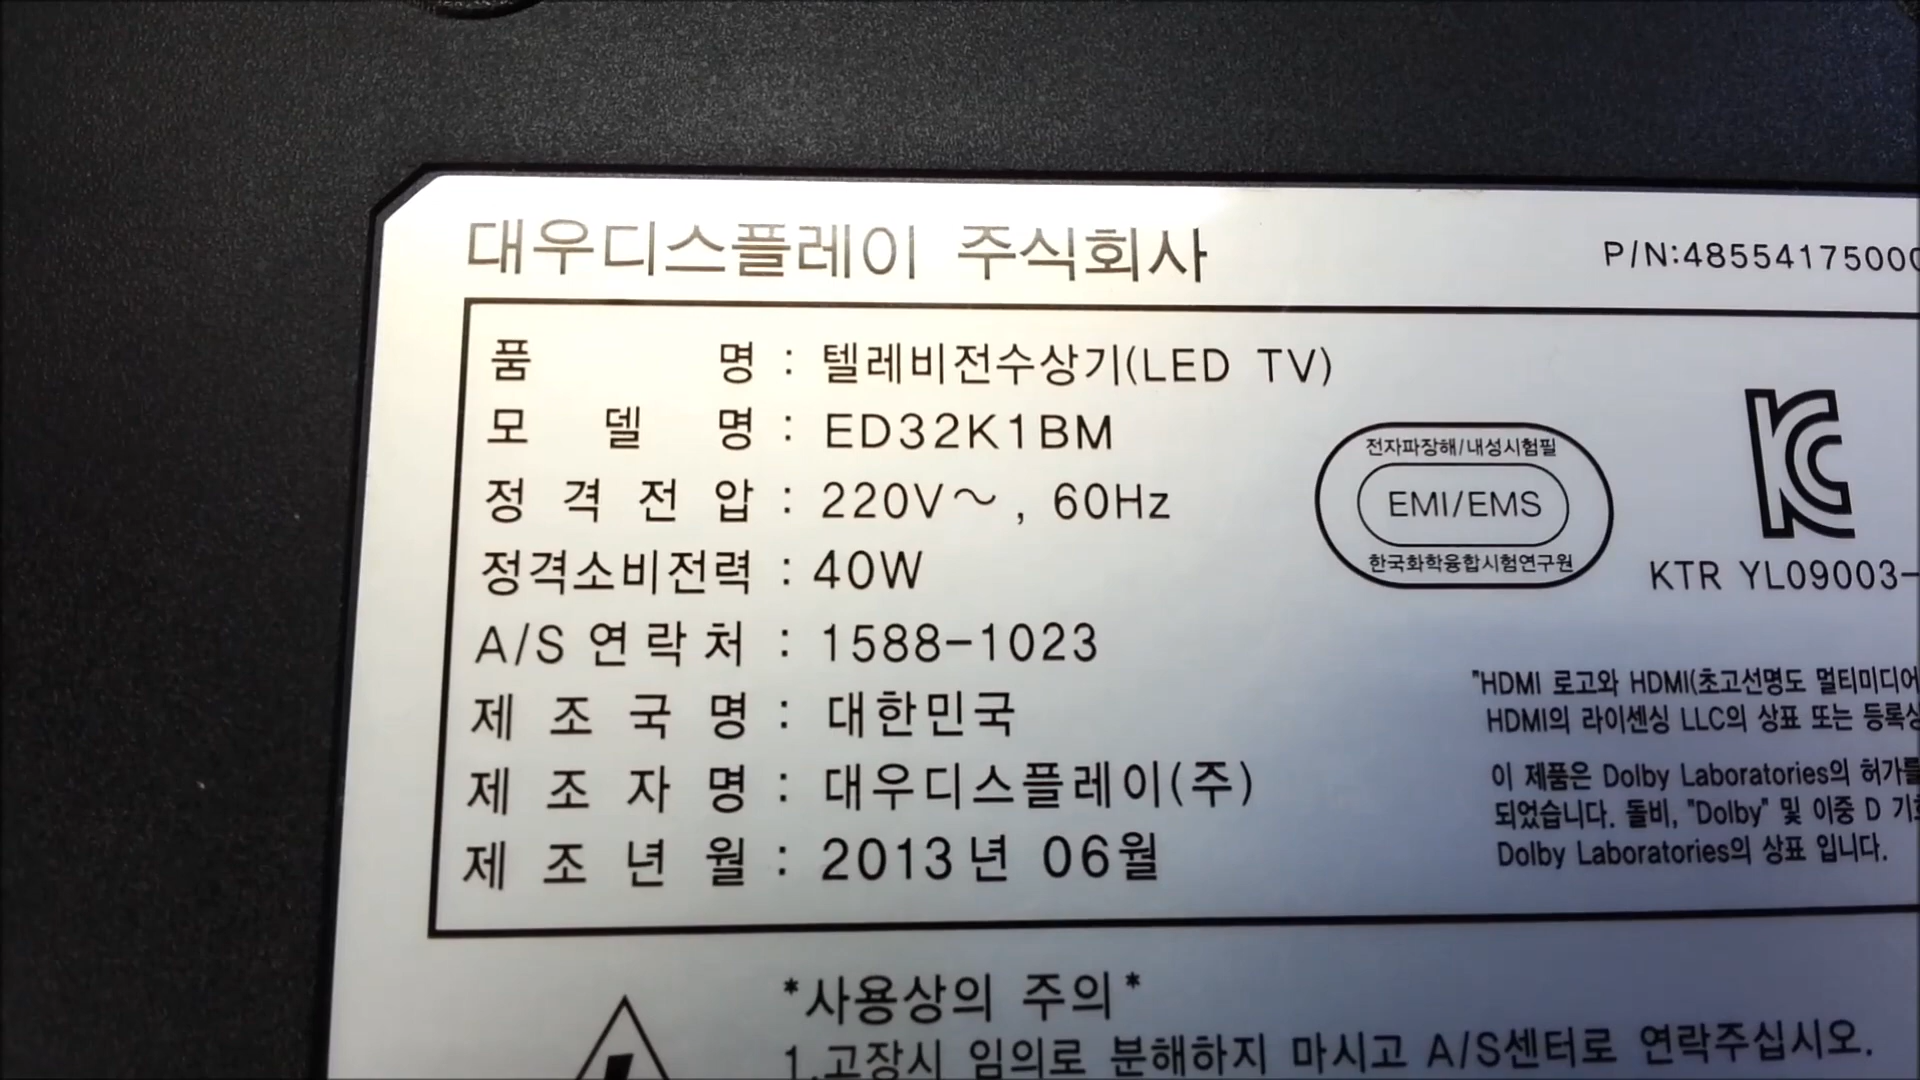 대우디스플레이 주식회사
P/N:4855417500
품 명 : 텔레비전수상기(LED TV)
모 델 명 : ED32K1BM
정 격 전 압 : 220V～, 60Hz
정격소비전력 : 40W
A/S 연 락 처 : 1588-1023
제 조 국 명 : 대한민국
제 조 자 명 : 대우디스플레이(주)
제 조 년 월 : 2013년 06월
전자파장해/내성시험필
EMI/EMS
한국화학융합시험연구원
KTR YL09003-
"HDMI 로고와 HDMI(초고선명도 멀티미디어
HDMI의 라이센싱 LLC의 상표 또는 등록상
이 제품은 Dolby Laboratories의 허가를
되었습니다. 돌비, "Dolby" 및 이중 D 기호
Dolby Laboratories의 상표 입니다.
*사용상의 주의*
1.고장시 임의로 분해하지 마시고 A/S센터로 연락주십시오.